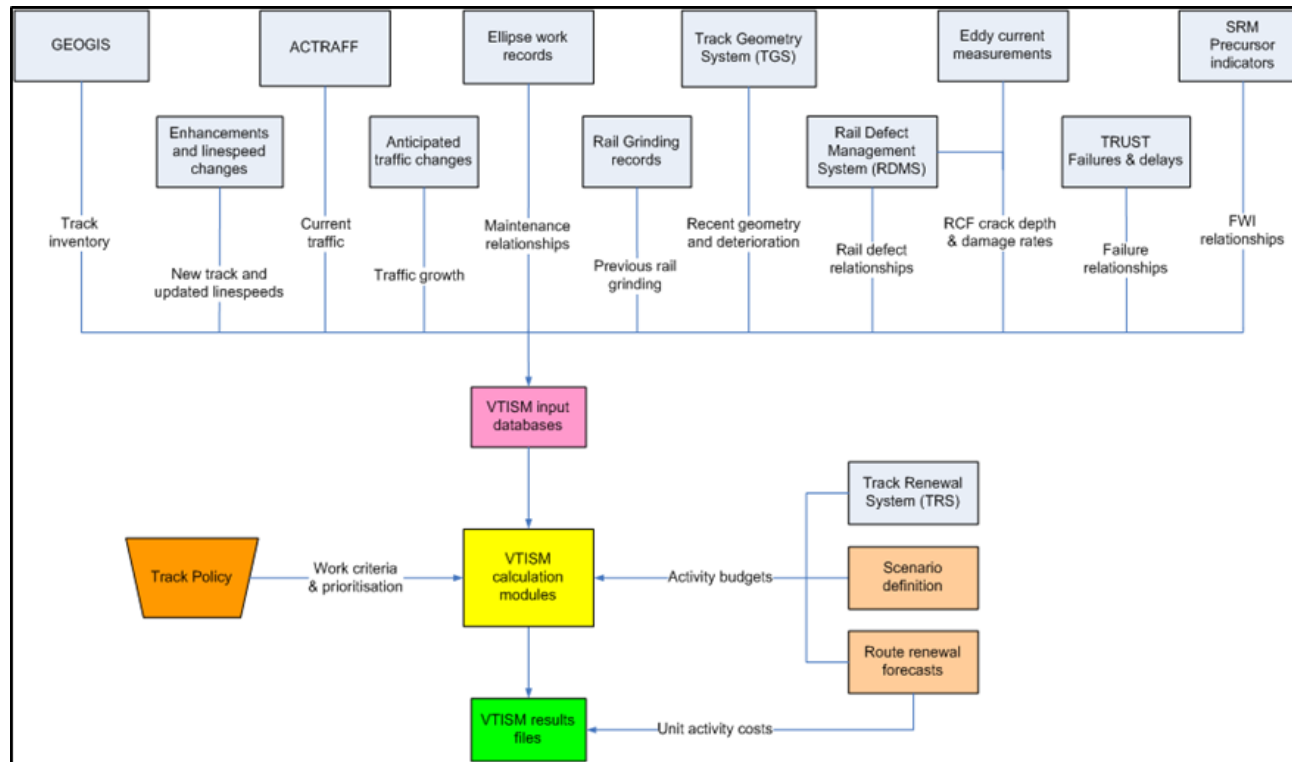 GEOGIS
ACTRAFF
Ellipse work
records
Track Geometry
System (TGS)
Eddy current
measurements
SRM
Precursor
indicators
Enhancements
and linespeed
changes
Anticipated
traffic changes
Rail Grinding
records
Rail Defect
Management
System (RDMS)
TRUST
Failures & delays
Track
inventory
New track and
updated linespeeds
Current
traffic
Traffic growth
Maintenance
relationships
Previous rail
grinding
Recent geometry
and deterioration
Rail defect
relationships
RCF crack depth
& damage rates
Failure
relationships
FWI
relationships
VTISM input
databases
Track Policy
Work criteria
& prioritisation
VTISM
calculation
modules
Activity budgets
Track Renewal
System (TRS)
Scenario
definition
Route renewal
forecasts
VTISM results
files
Unit activity costs